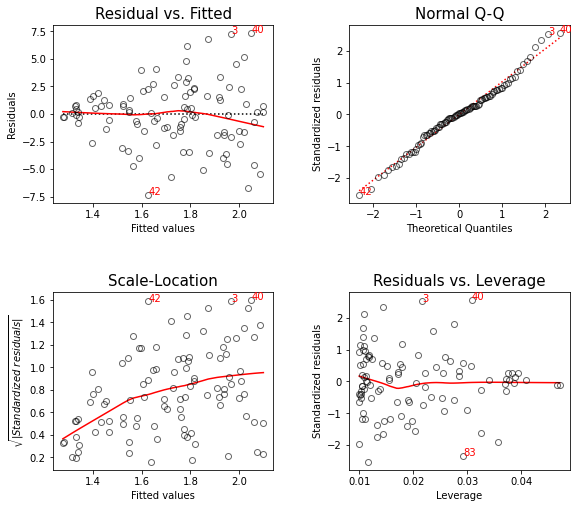 Residual vs. Fitted
Residuals
7.5
5.0
2.5
0.0
−2.5
−5.0
−7.5
3
40
42
1.4 1.6 1.8 2.0
Fitted values
Normal Q-Q
Standardized residuals
2
1
0
−1
−2
3
40
42
−2 −1 0 1 2
Theoretical Quantiles
Scale-Location
√|Standardized residuals|
1.6
1.4
1.2
1.0
0.8
0.6
0.4
0.2
42
3
40
1.4 1.6 1.8 2.0
Fitted values
Residuals vs. Leverage
Standardized residuals
2
1
0
−1
−2
3
40
83
0.01 0.02 0.03 0.04
Leverage